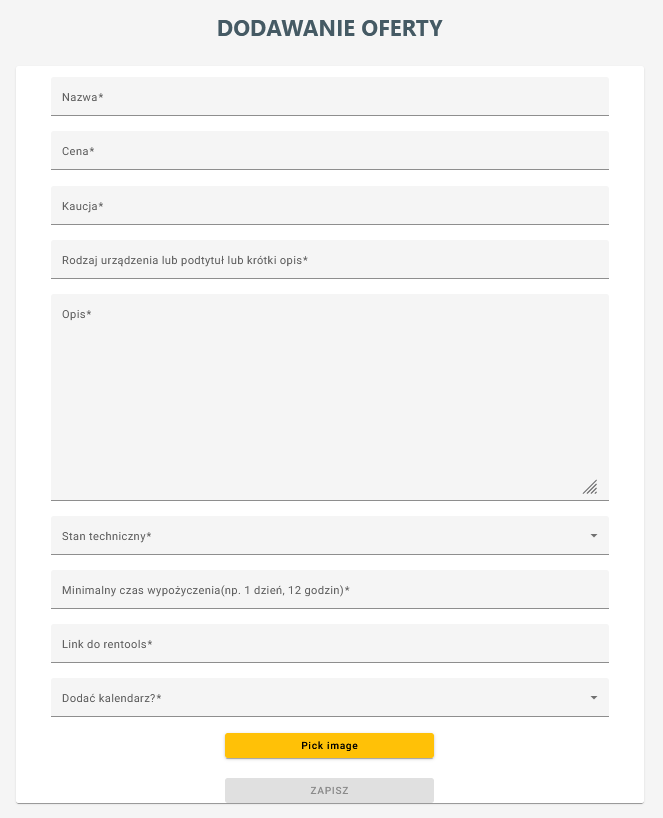 DODAWANIE OFERTY
Nazwa*
Cena*
Kaucja*
Rodzaj urządzenia lub podtytuł lub krótki opis*
Opis*
Stan techniczny*
Minimalny czas wypożyczenia(np. 1 dzień, 12 godzin)*
Link do rentools*
Dodać kalendarz?*
Pick image
ZAPISZ